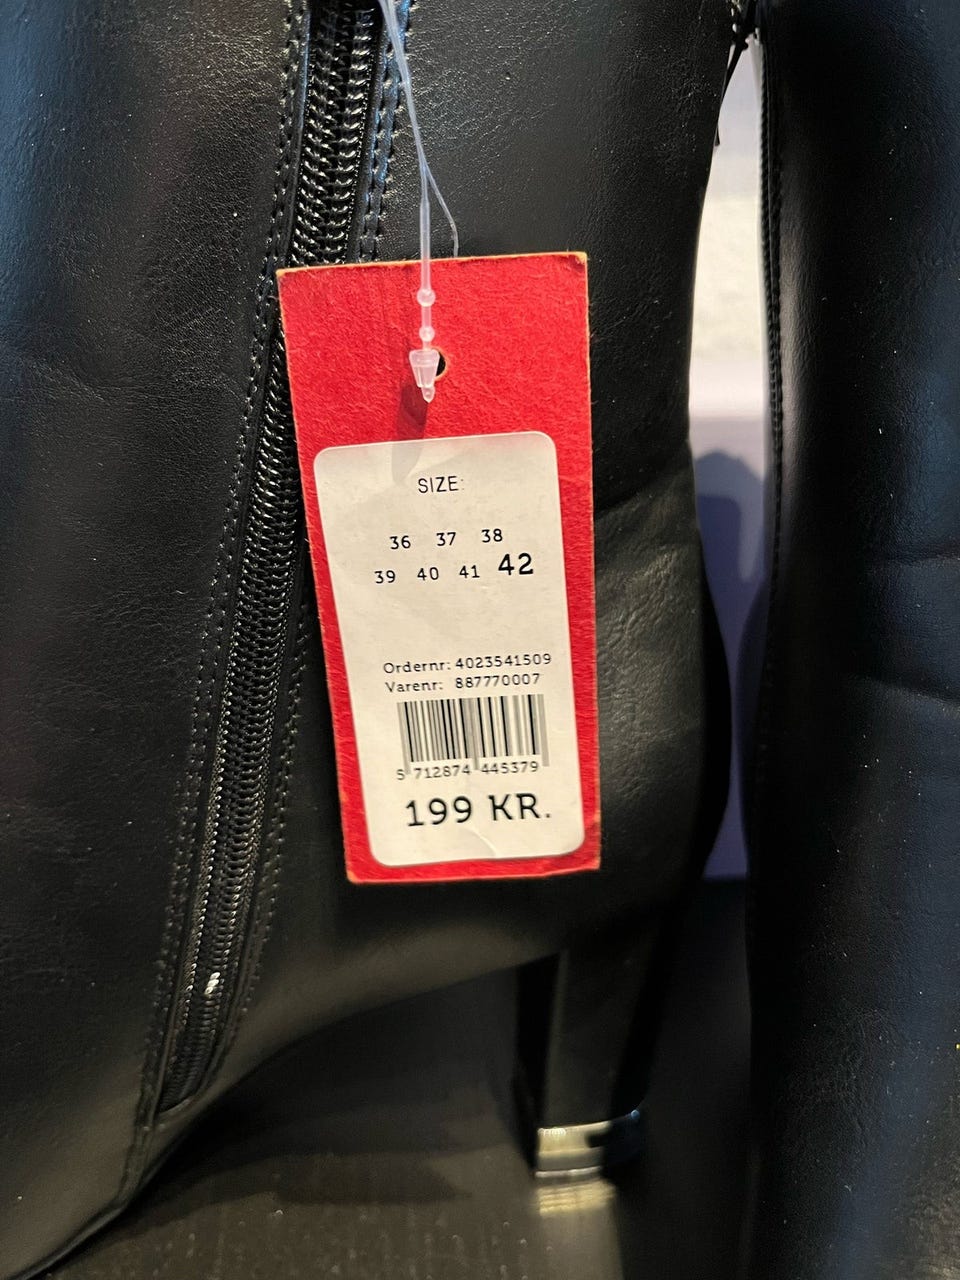 SIZE:
36 37 38
39 40 41 42
Ordernr: 4023541509
Varenr: 887770007
5 712874 445379
199 KR.